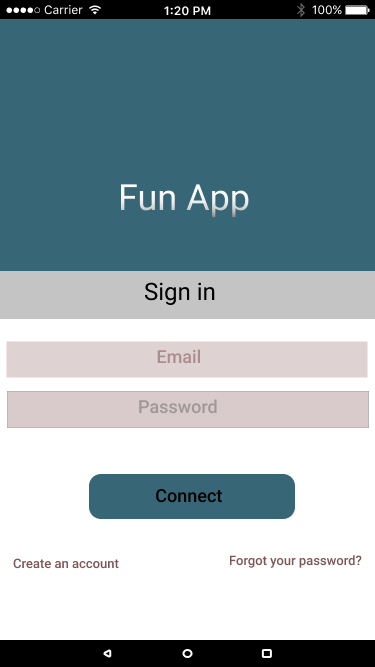 Carrier 1:20 PM 100%
Fun App
Sign in
Email
Password
Connect
Create an account Forgot your password?